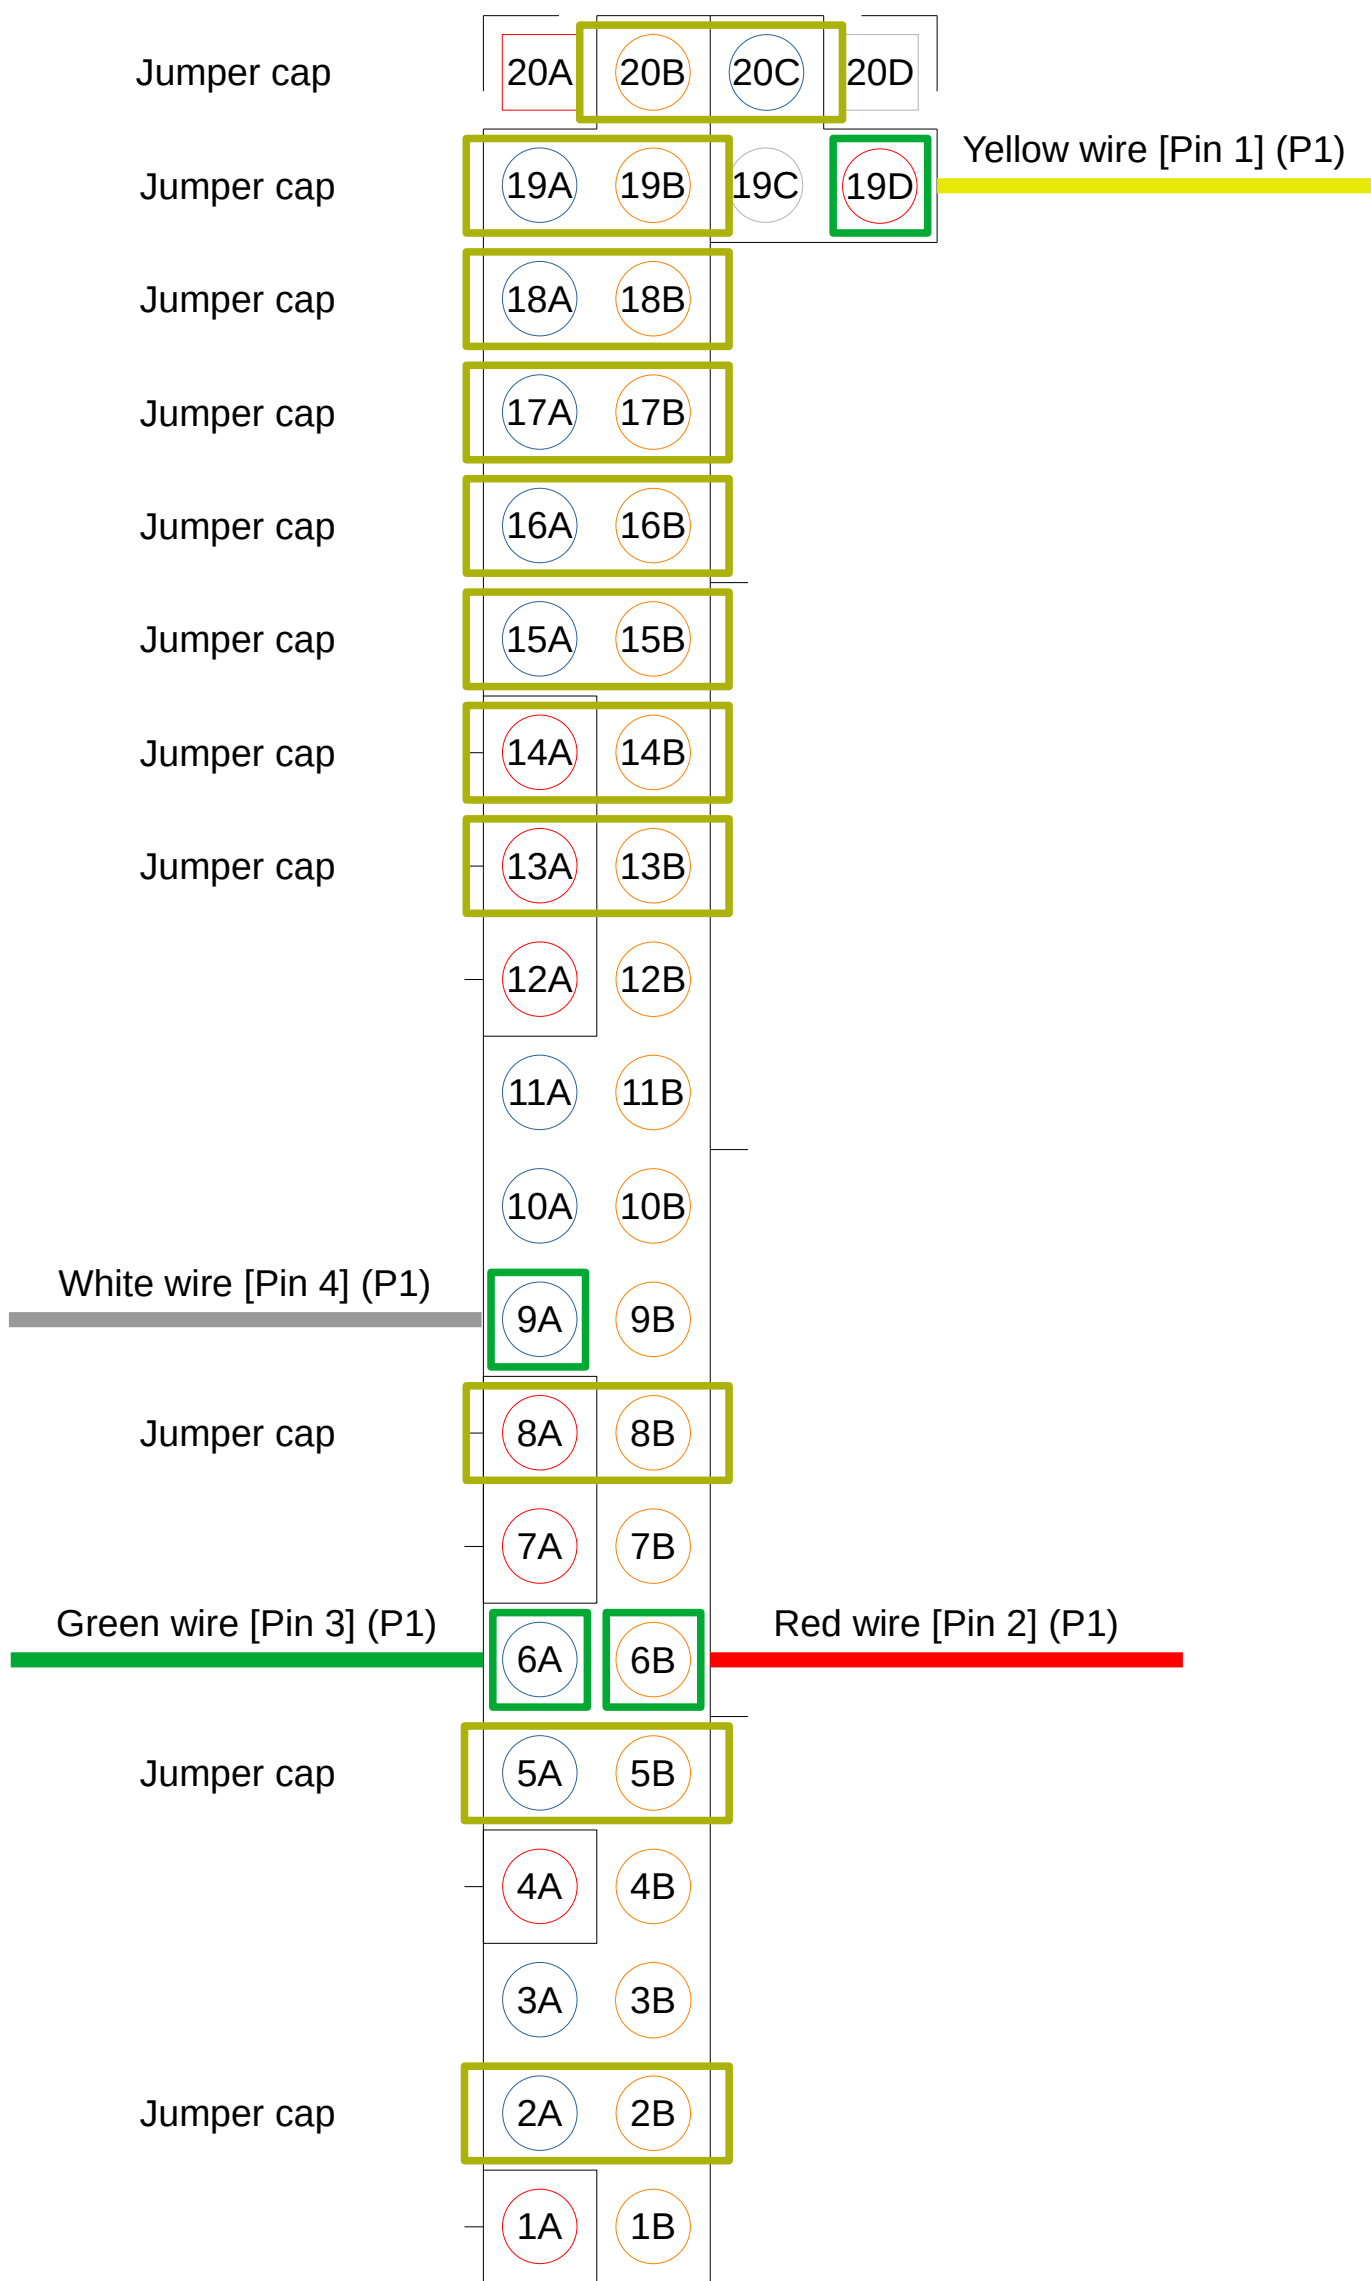 Jumper cap 20A 20B 20C 20D
Yellow wire [Pin 1] (P1)
Jumper cap 19A 19B 19C 19D
Jumper cap 18A 18B
Jumper cap 17A 17B
Jumper cap 16A 16B
Jumper cap 15A 15B
Jumper cap 14A 14B
Jumper cap 13A 13B
12A 12B
11A 11B
10A 10B
White wire [Pin 4] (P1)
9A 9B
Jumper cap 8A 8B
7A 7B
Green wire [Pin 3] (P1) Red wire [Pin 2] (P1)
6A 6B
Jumper cap 5A 5B
4A 4B
3A 3B
Jumper cap 2A 2B
1A 1B